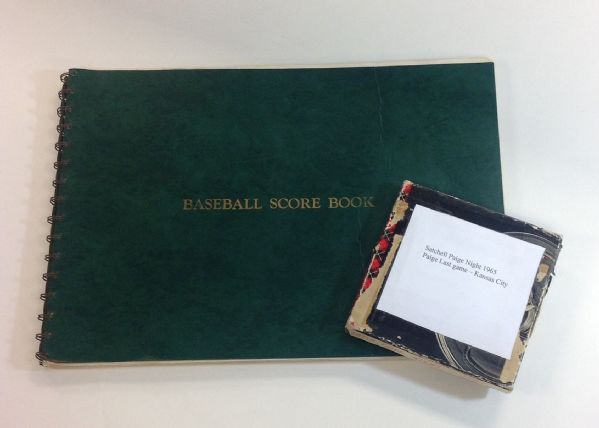 BASEBALL SCORE BOOK
Satchell Paige Night 1965
Paige Last game – Kansas City